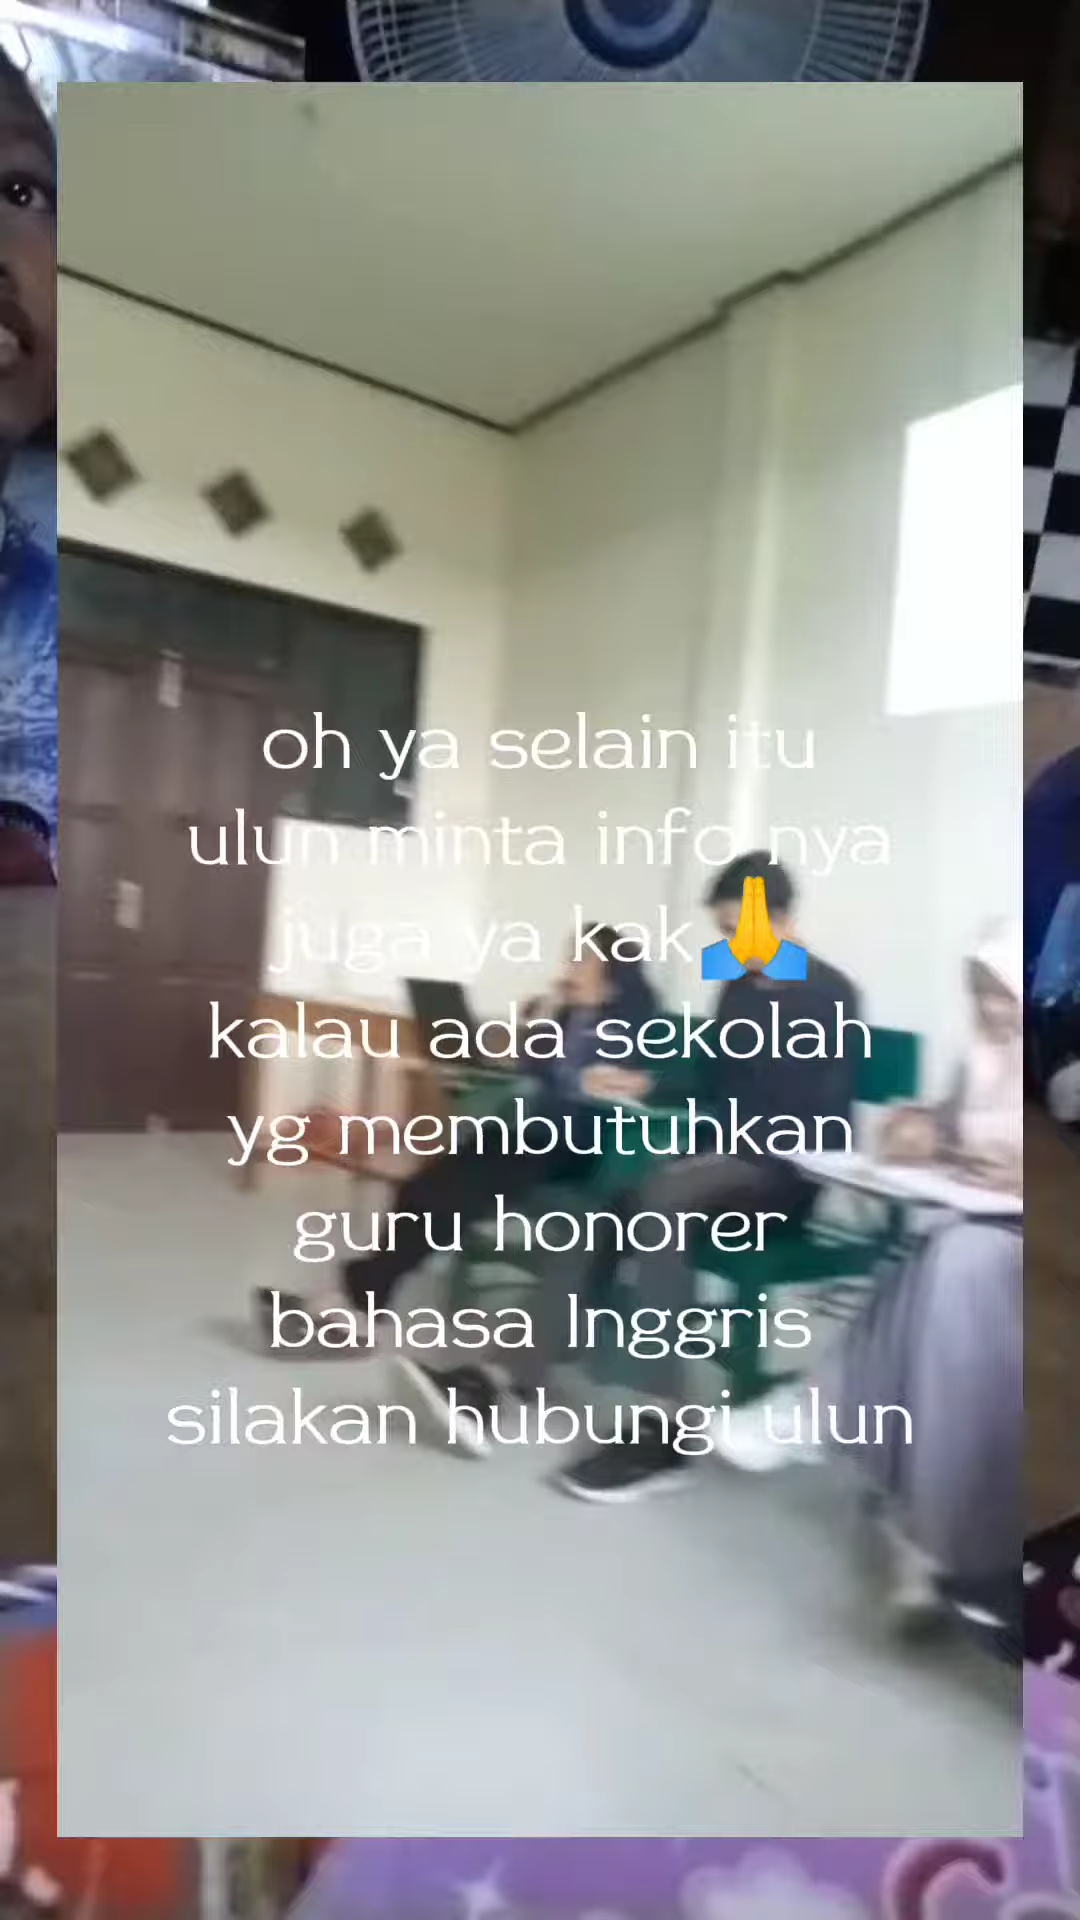 oh ya selain itu
ulun minta info nya
juga ya kak🙏
kalau ada sekolah
yg membutuhkan
guru honorer
bahasa Inggris
silakan hubungi ulun